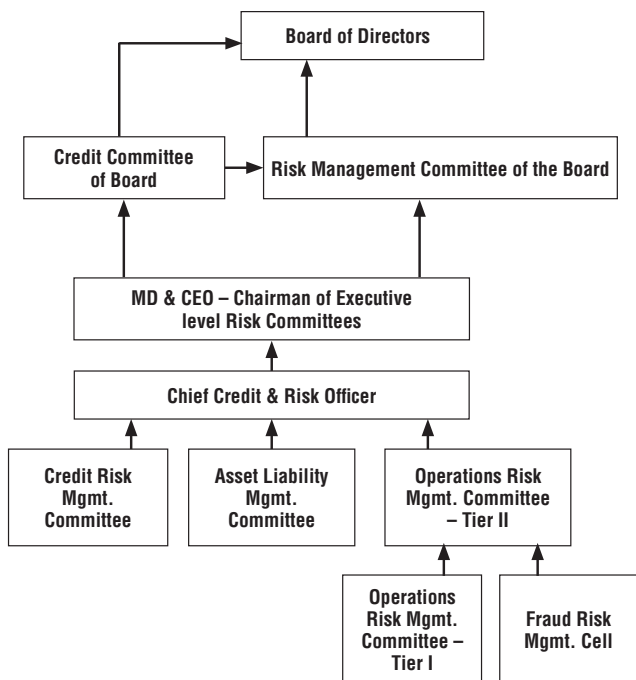 Board of Directors
Credit Committee
of Board
Risk Management Committee of the Board
MD & CEO – Chairman of Executive
level Risk Committees
Chief Credit & Risk Officer
Credit Risk
Mgmt.
Committee
Asset Liability
Mgmt.
Committee
Operations Risk
Mgmt. Committee
– Tier II
Operations
Risk Mgmt.
Committee –
Tier I
Fraud Risk
Mgmt. Cell